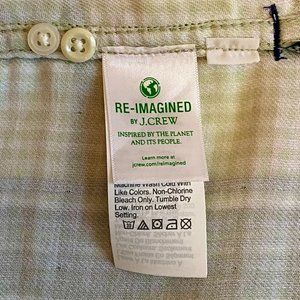 RE-IMAGINED
BY J.CREW
INSPIRED BY THE PLANET
AND ITS PEOPLE.
Learn more at
jcrew.com/reimagined
Machine Wash Cold With
Like Colors. Non-Chlorine
Bleach Only. Tumble Dry
Low. Iron on Lowest
Setting.